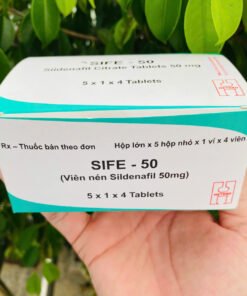 SIFE - 50
Sildenafil Citrate Tablets 50 mg
5 x 1 x 4 Tablets
Rx – Thuốc bán theo đơn
Hộp lớn x 5 hộp nhỏ x 1 vỉ x 4 viên
SIFE - 50
(Viên nén Sildenafil 50mg)
5 x 1 x 4 Tablets